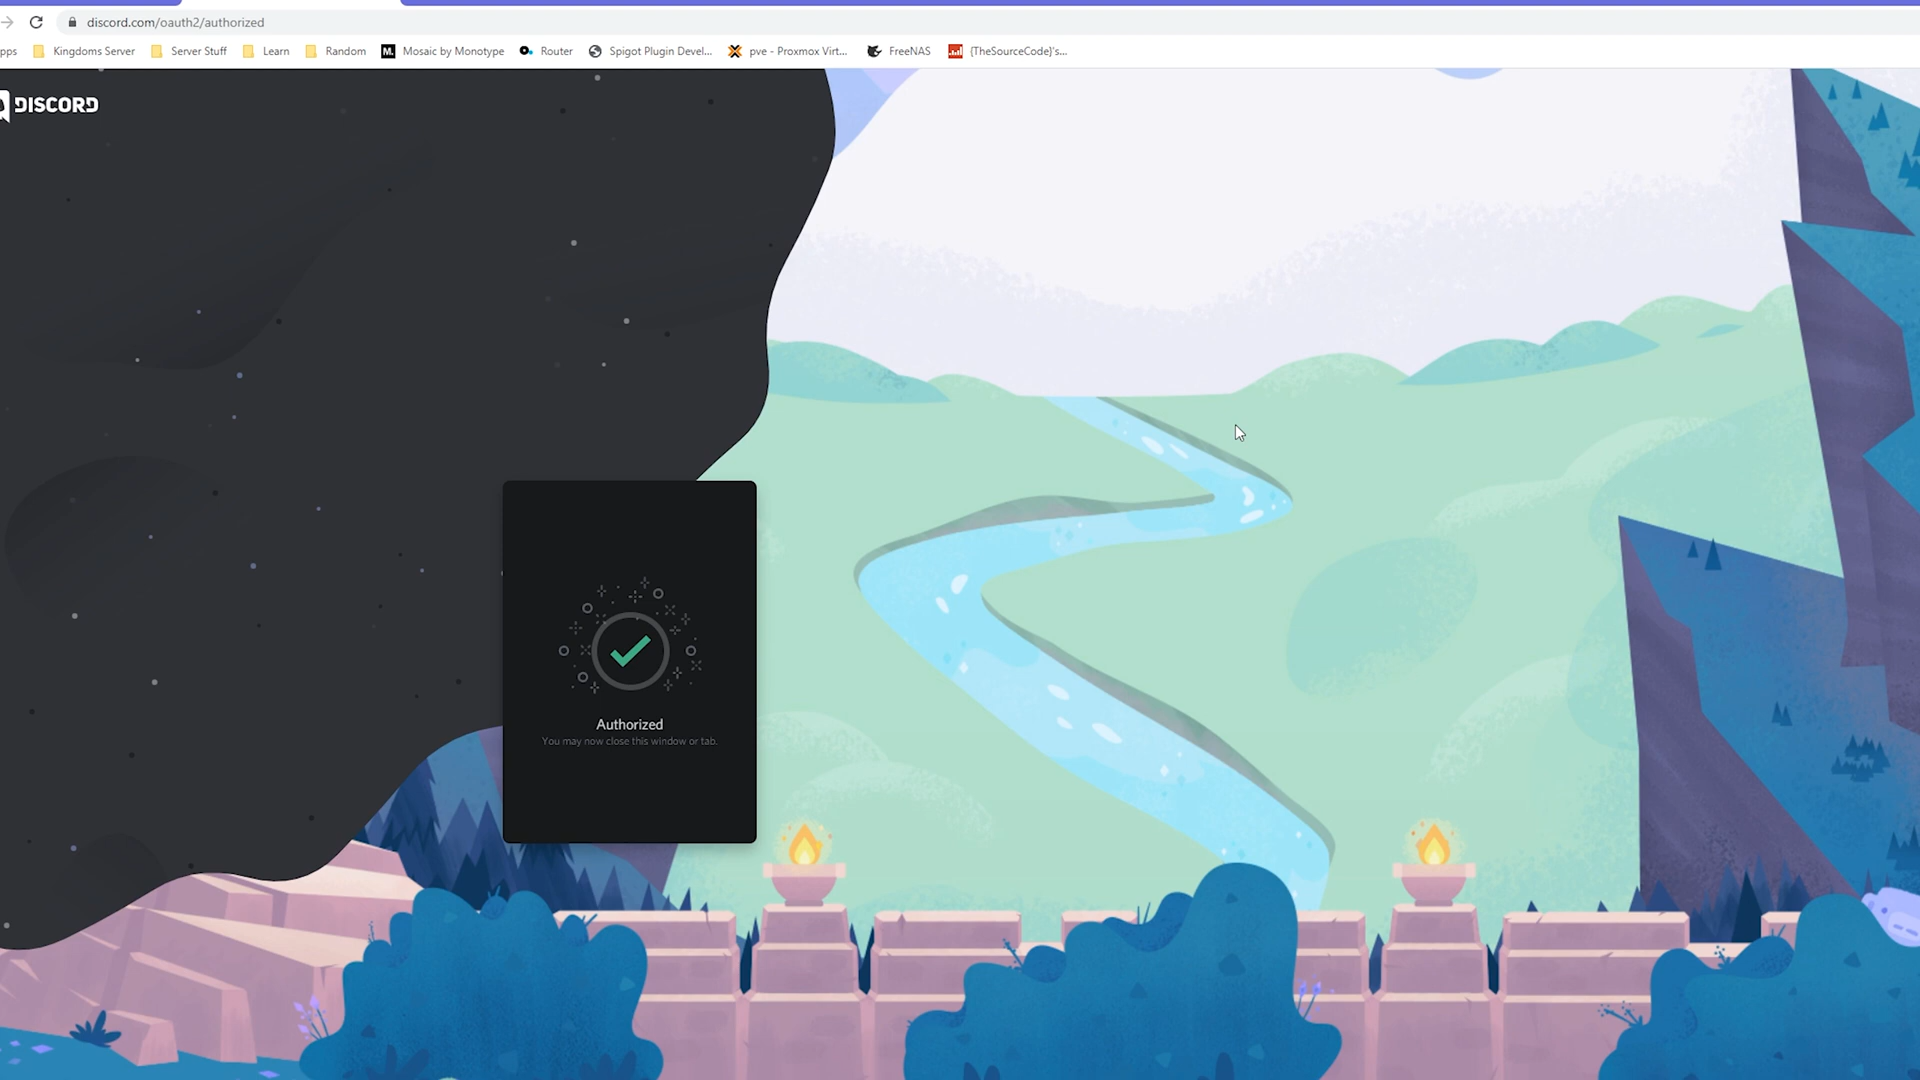 discord.com/oauth2/authorized
pps Kingdoms Server Server Stuff Learn Random M. Mosaic by Monotype Router Spigot Plugin Devel... pve - Proxmox Virt... FreeNAS {TheSourceCode}'s...
DISCORD
Authorized
You may now close this window or tab.